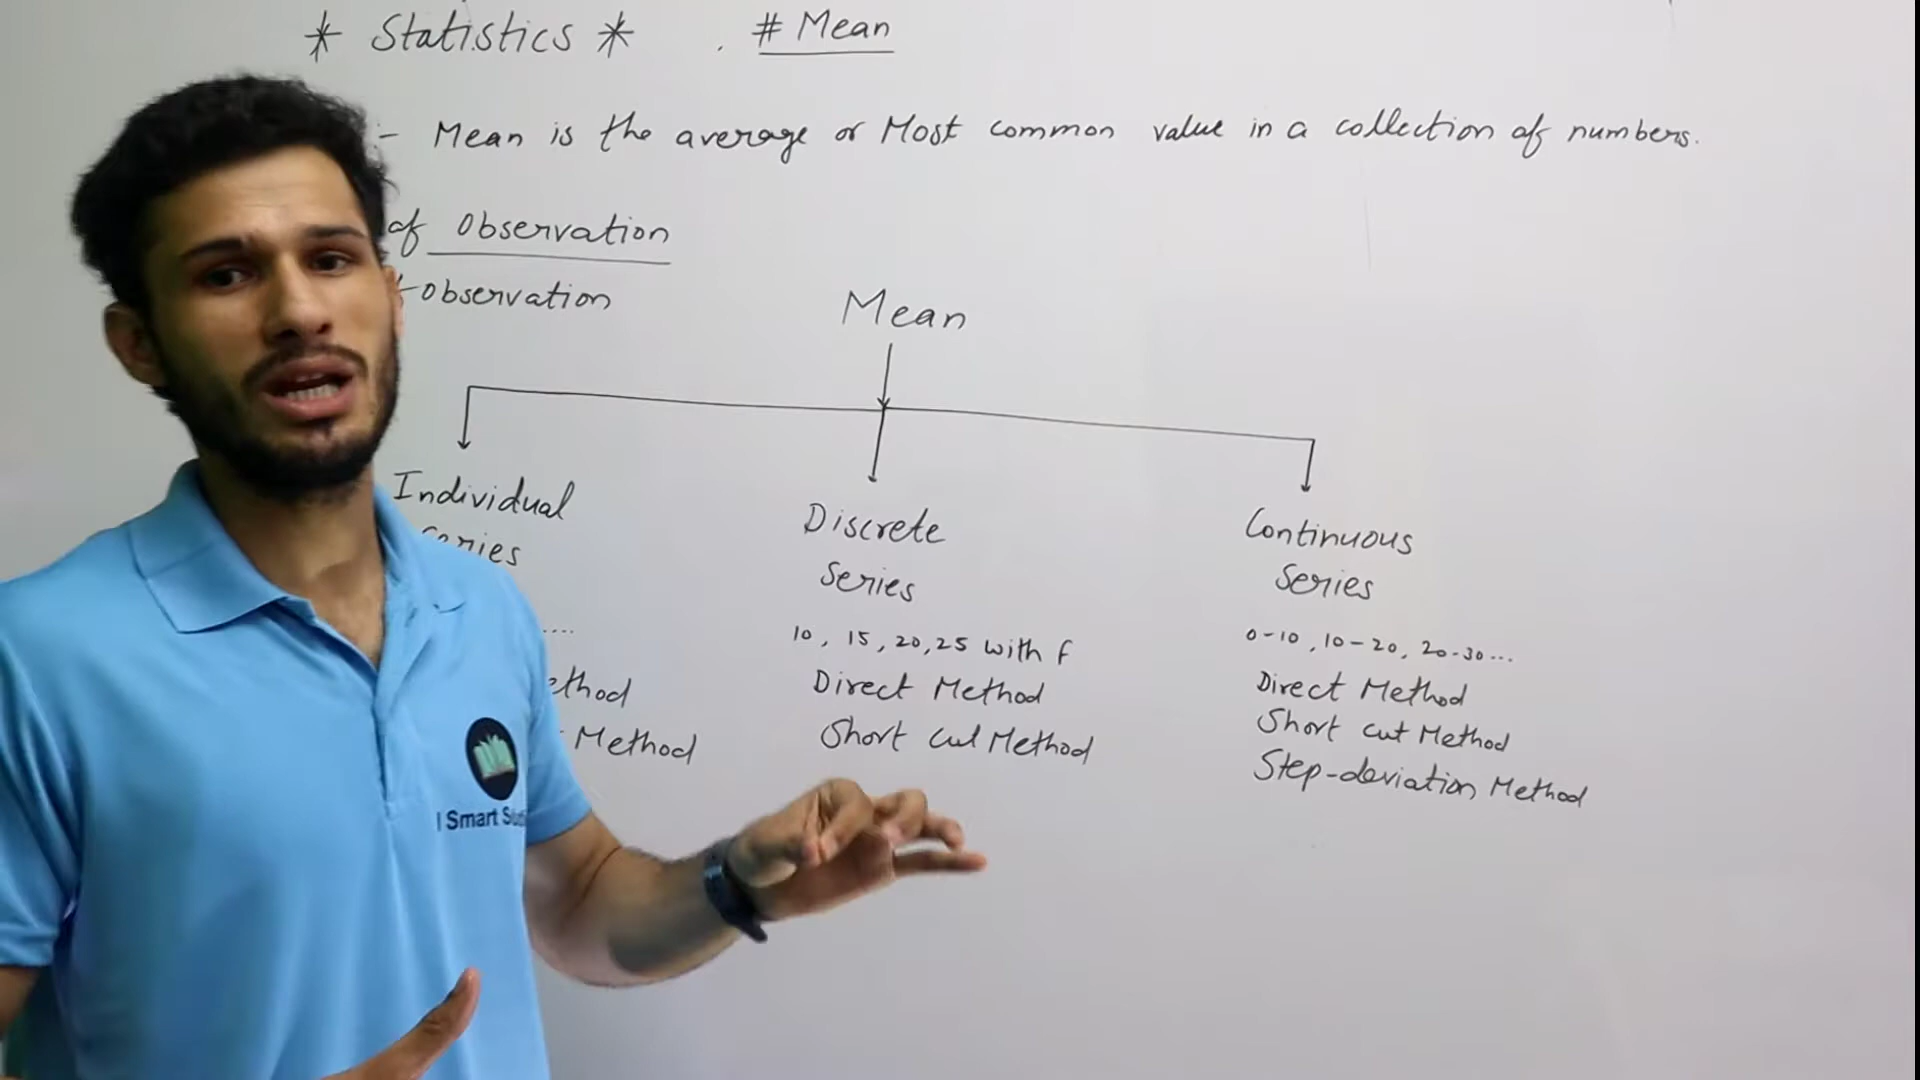 * Statistics * . # Mean
:- Mean is the average or Most common value in a collection of numbers.
of Observation
Observation
Mean
Individual
Series
Discrete
Series
Continuous
Series
....
10, 15, 20, 25 with f
0-10, 10-20, 20-30...
Method
Direct Method
Direct Method
Method
Short cut Method
Short cut Method
Step-deviation Method
I Smart